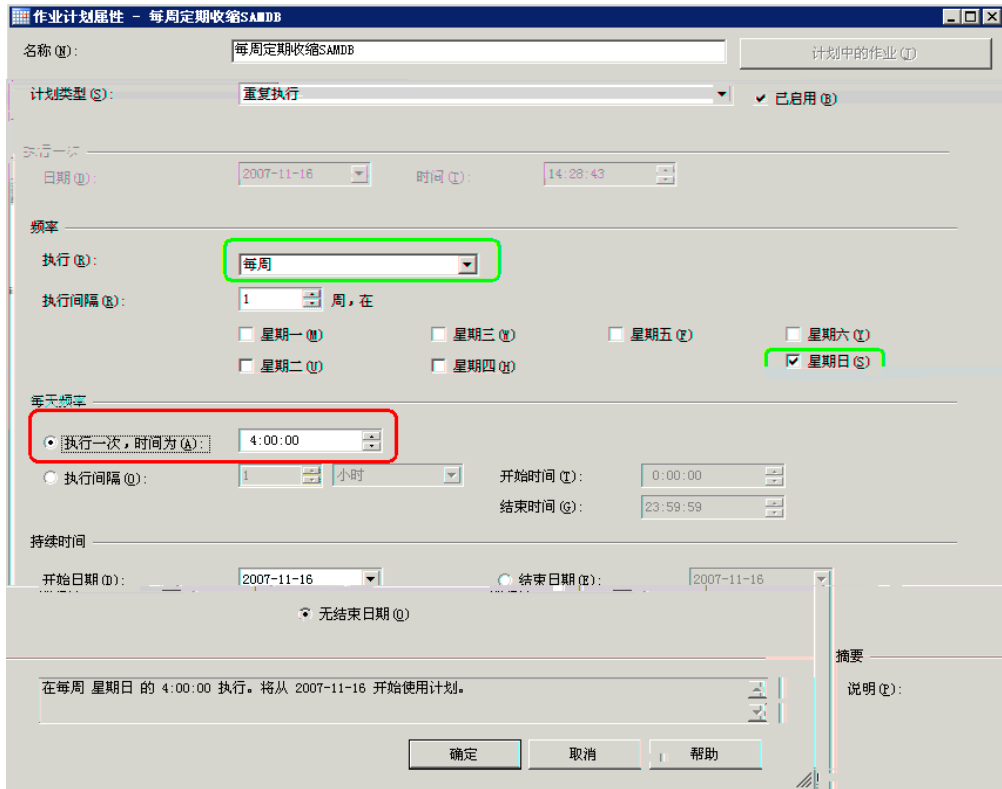 作业计划属性 - 每周定期收缩SAMDB
名称(N): 每周定期收缩SAMDB 计划中的作业(J)
计划类型(S): 重复执行 已启用(B)
执行一次
日期(D): 2007-11-16 时间(T): 14:28:43
频率
执行(R): 每周
执行间隔(R): 1 周,在
星期一(M) 星期三(W) 星期五(F) 星期六(Y)
星期二(U) 星期四(H) 星期日(S)
每天频率
执行一次,时间为(A): 4:00:00
执行间隔(O): 1 小时 开始时间(T): 0:00:00
结束时间(G): 23:59:59
持续时间
开始日期(D): 2007-11-16 结束日期(E): 2007-11-16
无结束日期(O)
摘要
在每周 星期日 的 4:00:00 执行。将从 2007-11-16 开始使用计划。 说明(P):
确定 取消 帮助